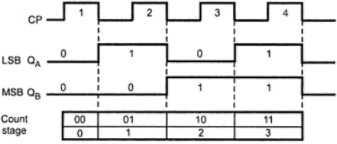 CP 1 2 3 4
LSB Q_A 0 1 0 1
MSB Q_B 0 0 1 1
Count stage 00 01 10 11
0 1 2 3